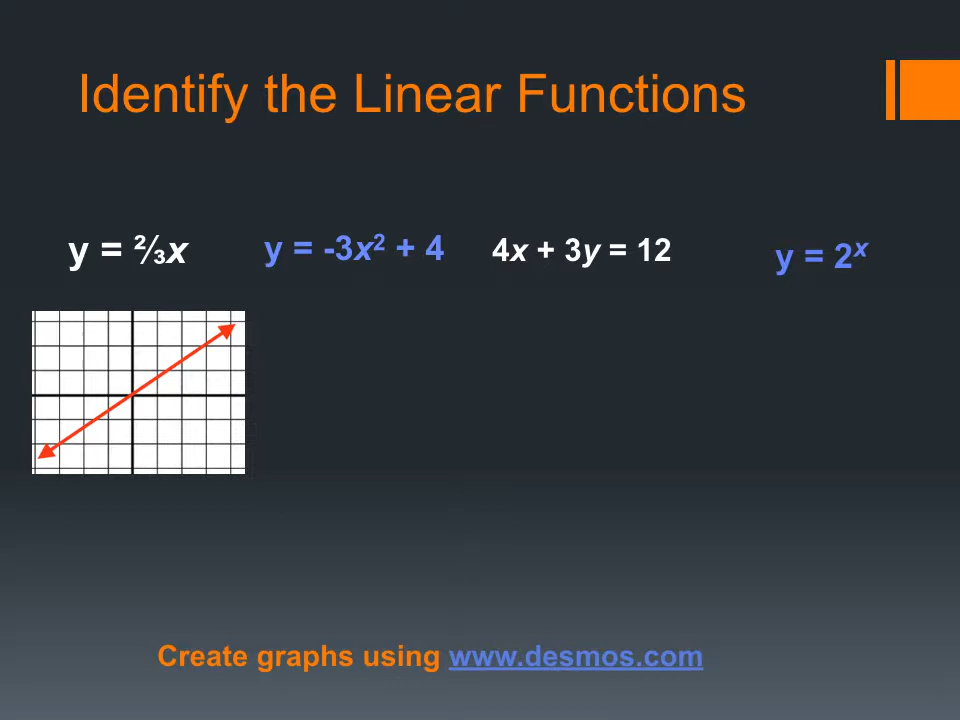 Identify the Linear Functions
y = ⅔x
y = -3x² + 4
4x + 3y = 12
y = 2ˣ
Create graphs using www.desmos.com